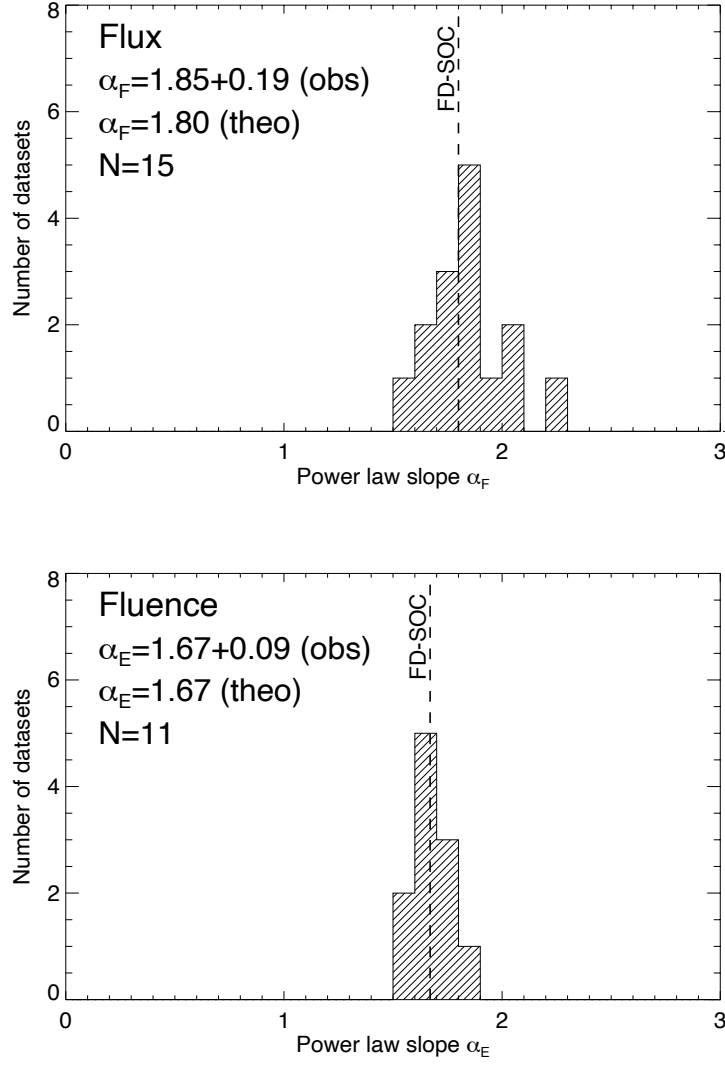 Flux
α_F=1.85+0.19 (obs)
α_F=1.80 (theo)
N=15
FD-SOC
Number of datasets
8
6
4
2
0
0 1 2 3
Power law slope α_F
Fluence
α_E=1.67+0.09 (obs)
α_E=1.67 (theo)
N=11
FD-SOC
Number of datasets
8
6
4
2
0
0 1 2 3
Power law slope α_E